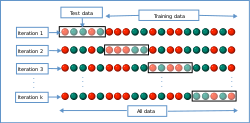 Test data
Training data
Iteration 1
Iteration 2
Iteration 3
Iteration k
All data